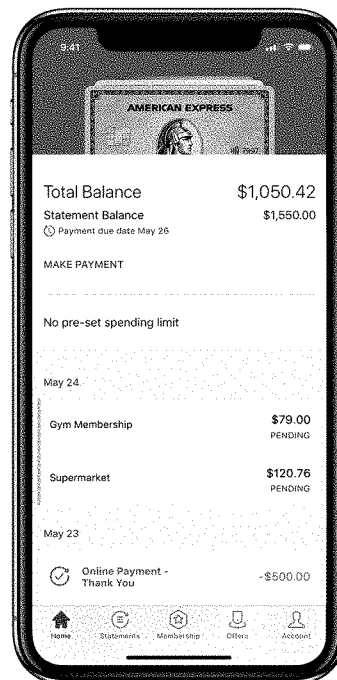 9:41
AMERICAN EXPRESS
Total Balance $1,050.42
Statement Balance $1,550.00
Payment due date May 26
MAKE PAYMENT
No pre-set spending limit
May 24
Gym Membership $79.00
PENDING
Supermarket $120.76
PENDING
May 23
Online Payment -
Thank You -$500.00
Home Statements Membership Offers Account